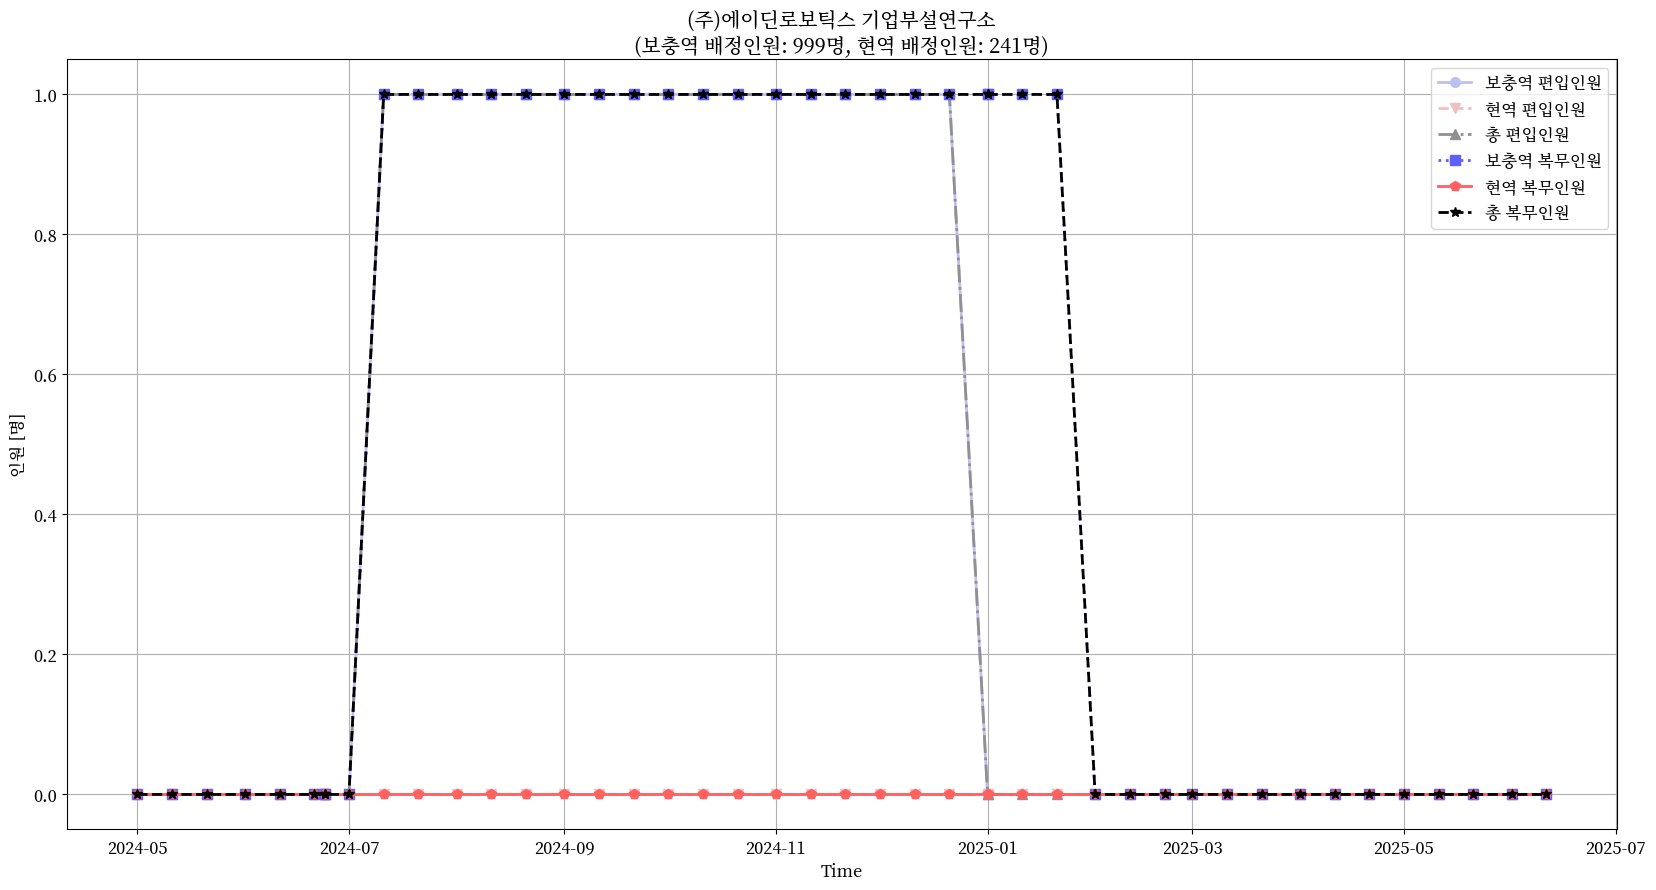 (주)에이딘로보틱스 기업부설연구소
(보충역 배정인원: 999명, 현역 배정인원: 241명)
보충역 편입인원
현역 편입인원
총 편입인원
보충역 복무인원
현역 복무인원
총 복무인원
1.0
0.8
0.6
0.4
0.2
0.0
인원 [명]
2024-05 2024-07 2024-09 2024-11 2025-01 2025-03 2025-05 2025-07
Time